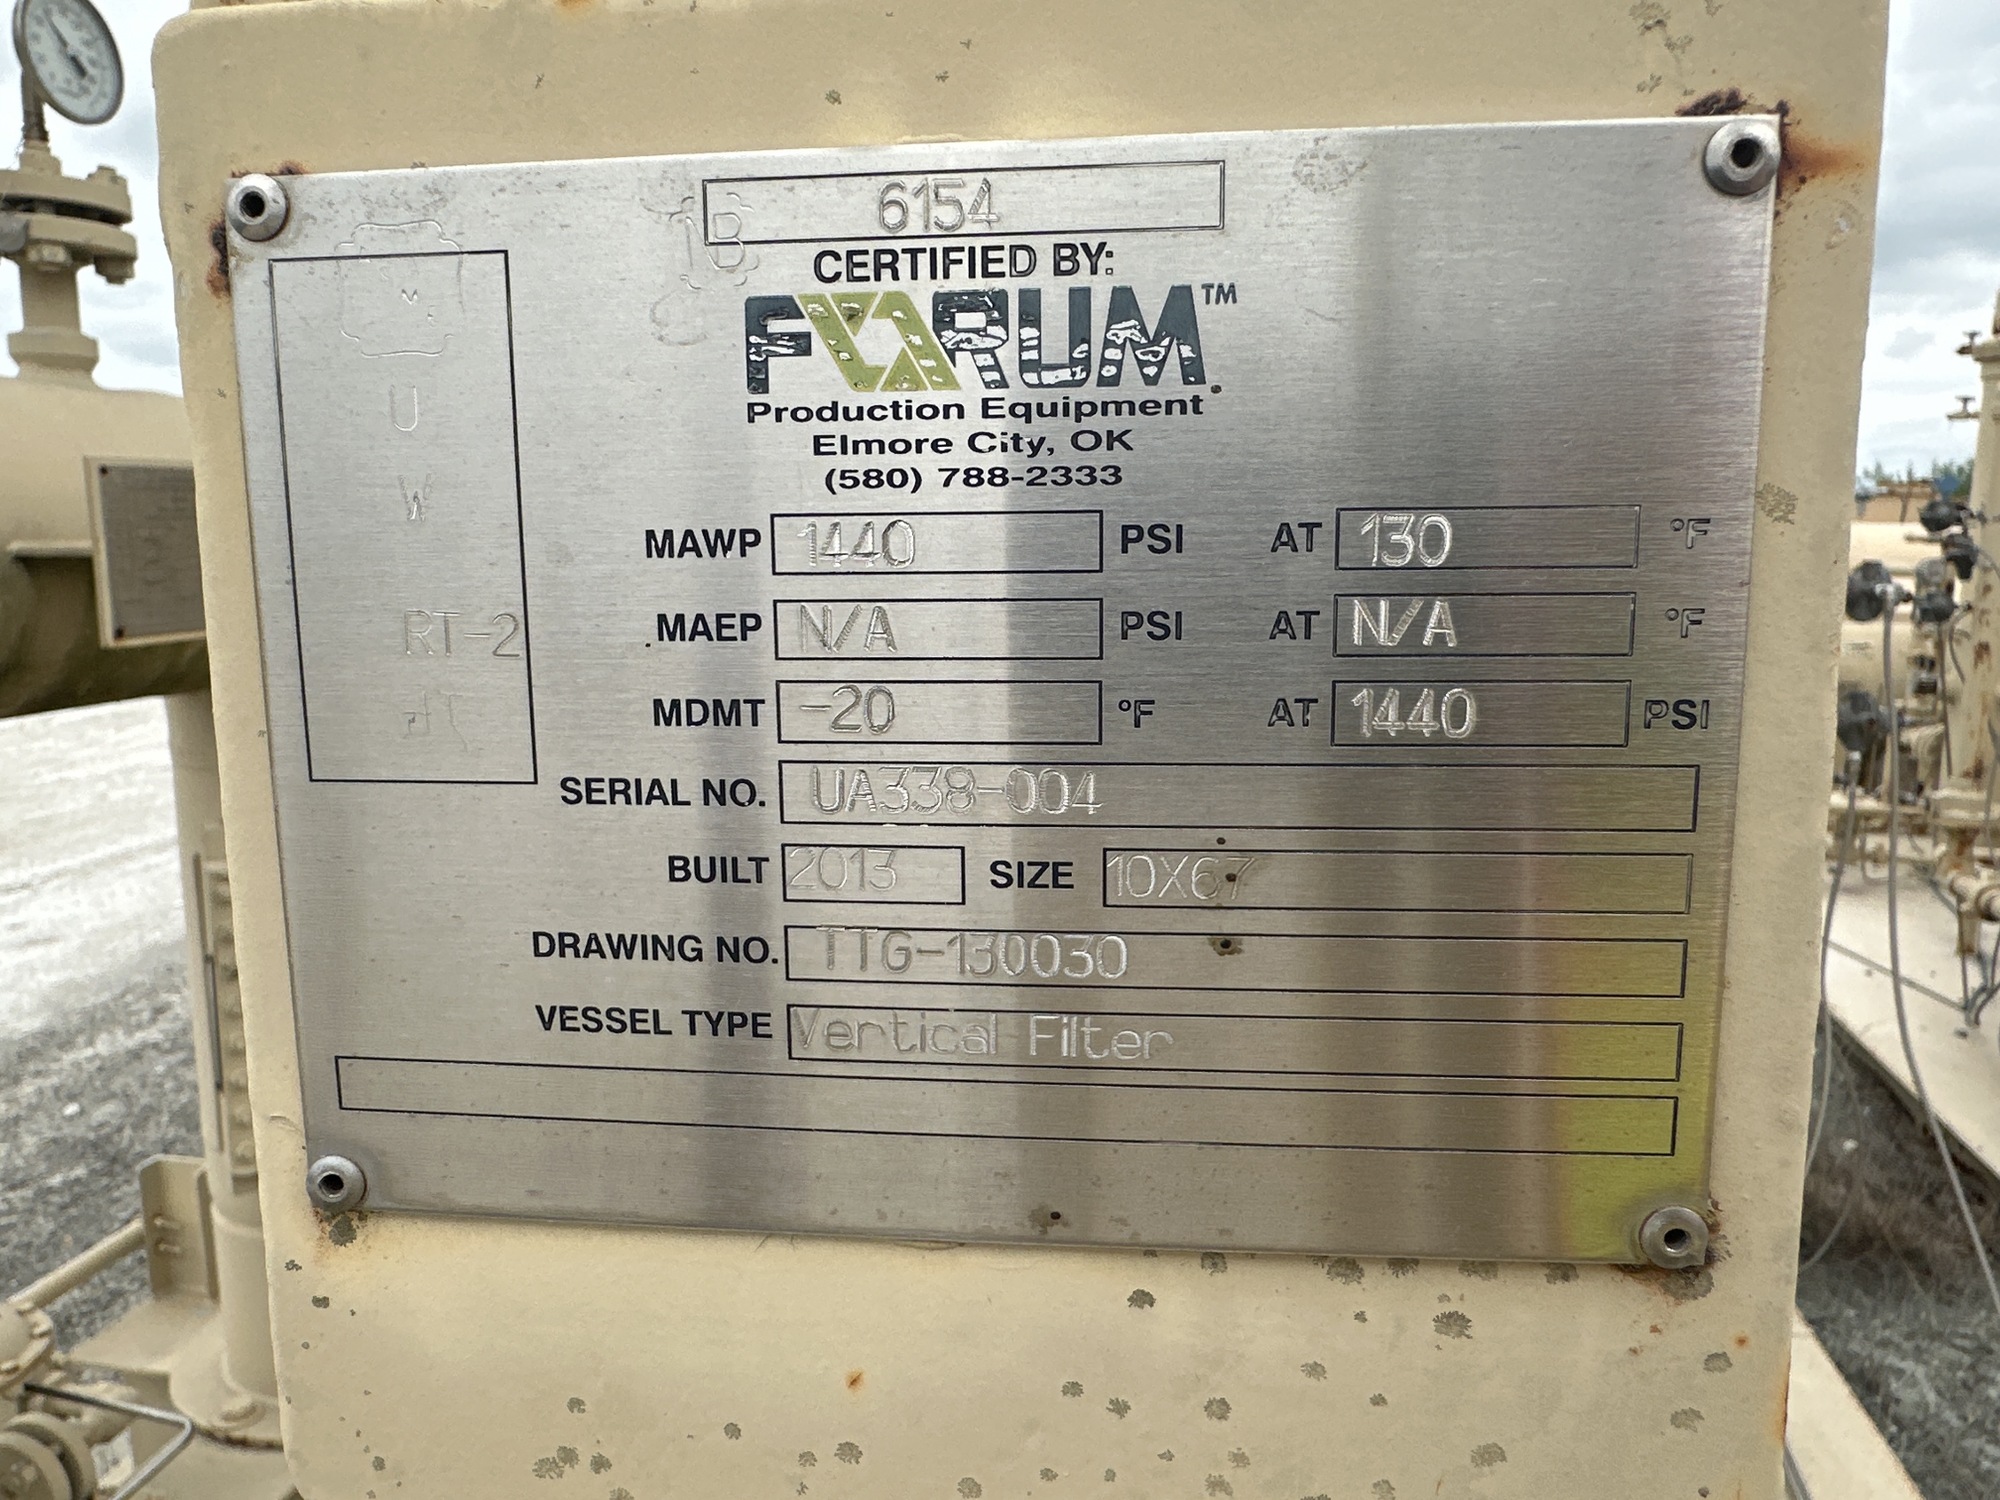 NB 6154
CERTIFIED BY:
FORUM™
Production Equipment
Elmore City, OK
(580) 788-2333
U
W
RT-2
HT
MAWP 1440 PSI AT 130 °F
MAEP N/A PSI AT N/A °F
MDMT -20 °F AT 1440 PSI
SERIAL NO. UA338-004
BUILT 2013 SIZE 10X67
DRAWING NO. TTG-130030
VESSEL TYPE Vertical Filter